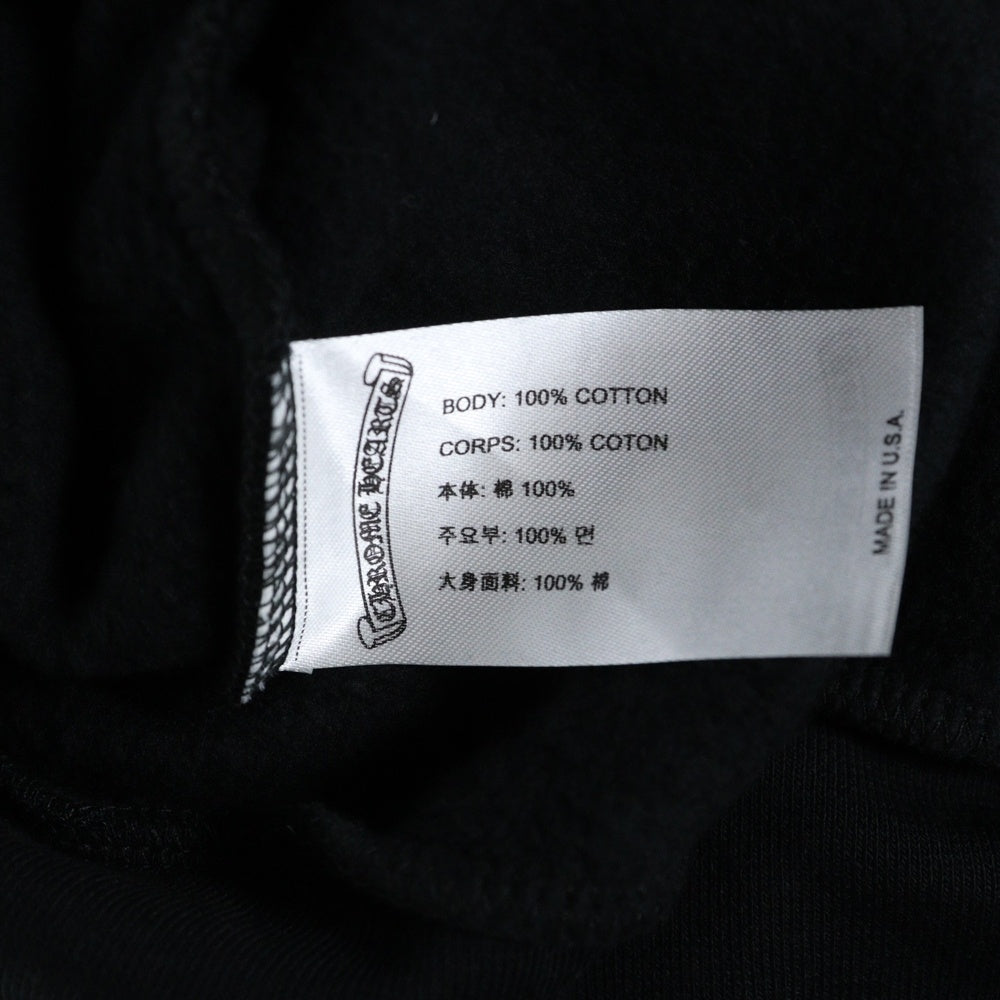 CHROME HEARTS
BODY: 100% COTTON
CORPS: 100% COTON
本体: 棉 100%
주요부: 100% 면
大身面料: 100% 棉
MADE IN U.S.A.